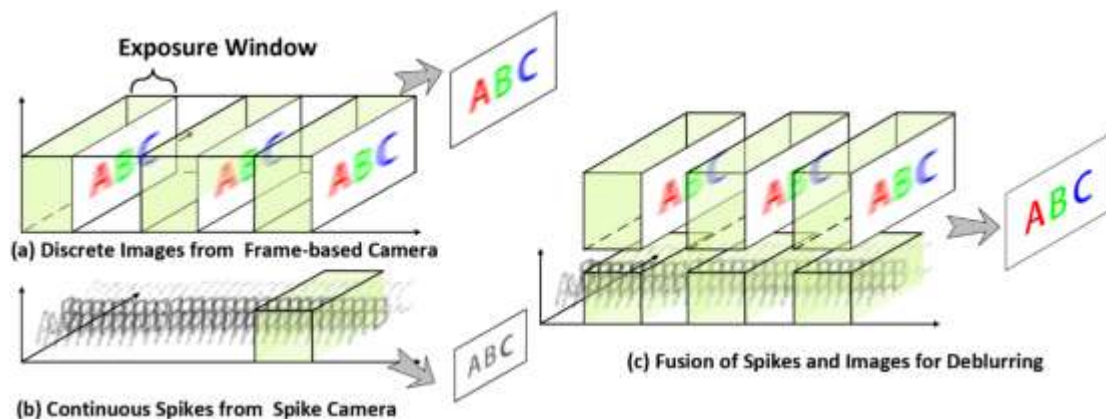 Exposure Window
ABC
ABC
ABC
ABC
(a) Discrete Images from Frame-based Camera
ABC
(b) Continuous Spikes from Spike Camera
ABC
ABC
ABC
ABC
(c) Fusion of Spikes and Images for Deblurring